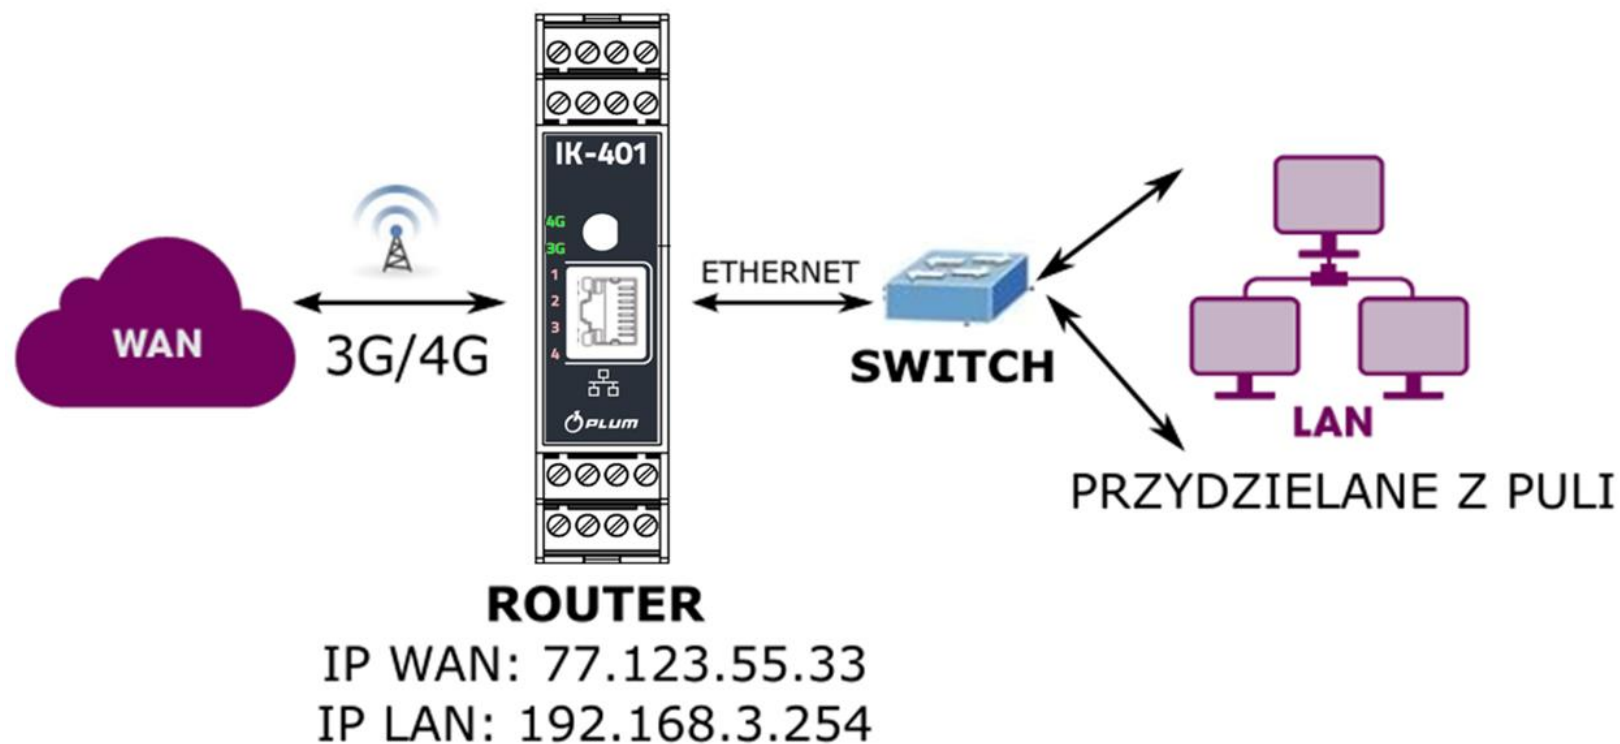 IK-401
4G
3G
1
2
3
4
PLUM
WAN
3G/4G
ETHERNET
SWITCH
LAN
PRZYDZIELANE Z PULI
ROUTER
IP WAN: 77.123.55.33
IP LAN: 192.168.3.254